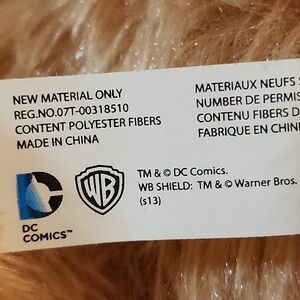 NEW MATERIAL ONLY
REG.NO.07T-00318510
CONTENT POLYESTER FIBERS
MADE IN CHINA
MATERIAUX NEUFS
NUMBER DE PERMIS
CONTENU FIBERS D
FABRIQUE EN CHIN
WB
TM & © DC Comics.
WB SHIELD: TM & © Warner Bros.
(s13)
DC
COMICS™